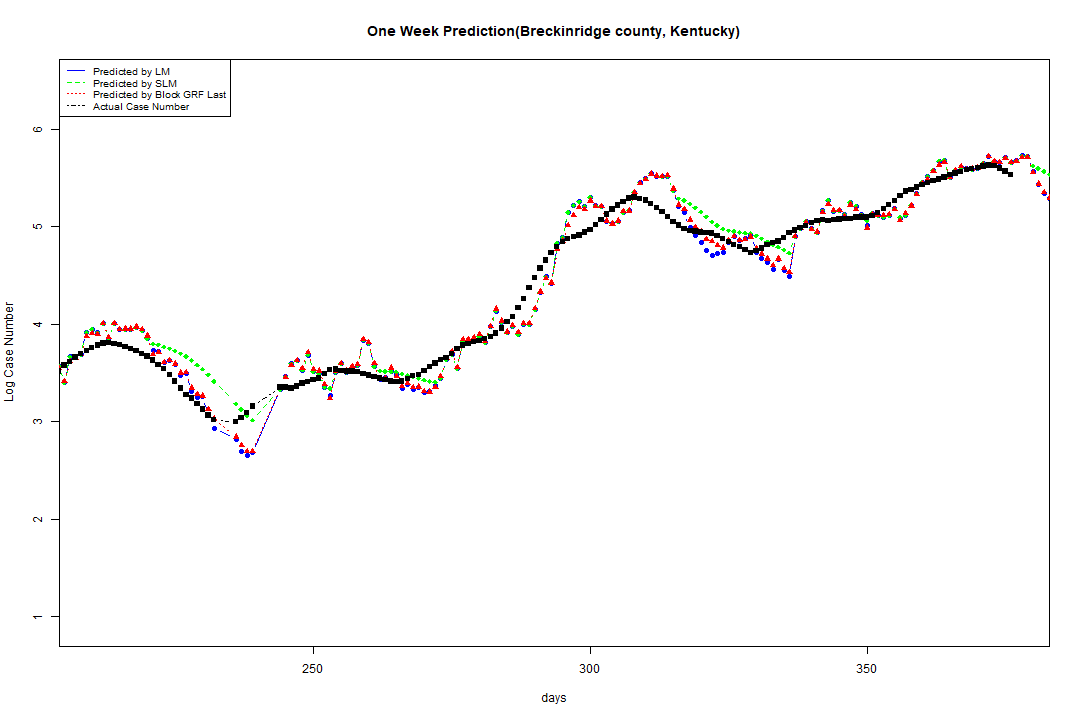 One Week Prediction(Breckinridge county, Kentucky)
Predicted by LM
Predicted by SLM
Predicted by Block GRF Last
Actual Case Number
6
5
4
3
2
1
Log Case Number
250
300
350
days